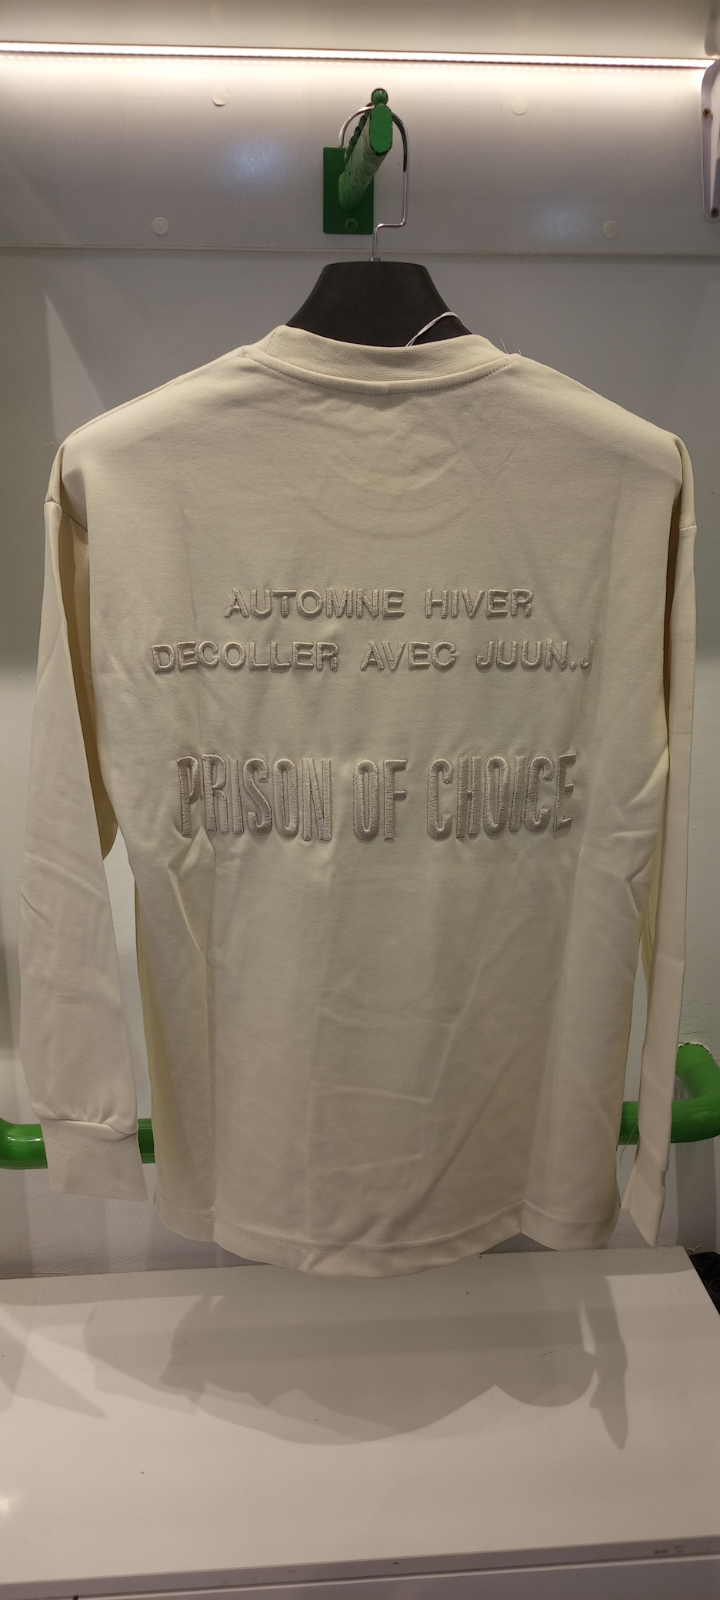 AUTOMNE HIVER
DECOLLER AVEC JUUN.J
PRISON OF CHOICE